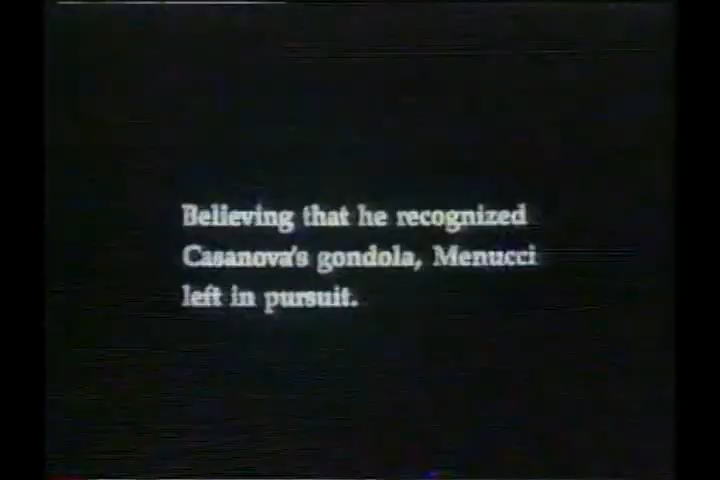 Believing that he recognized
Casanova's gondola, Menucci
left in pursuit.